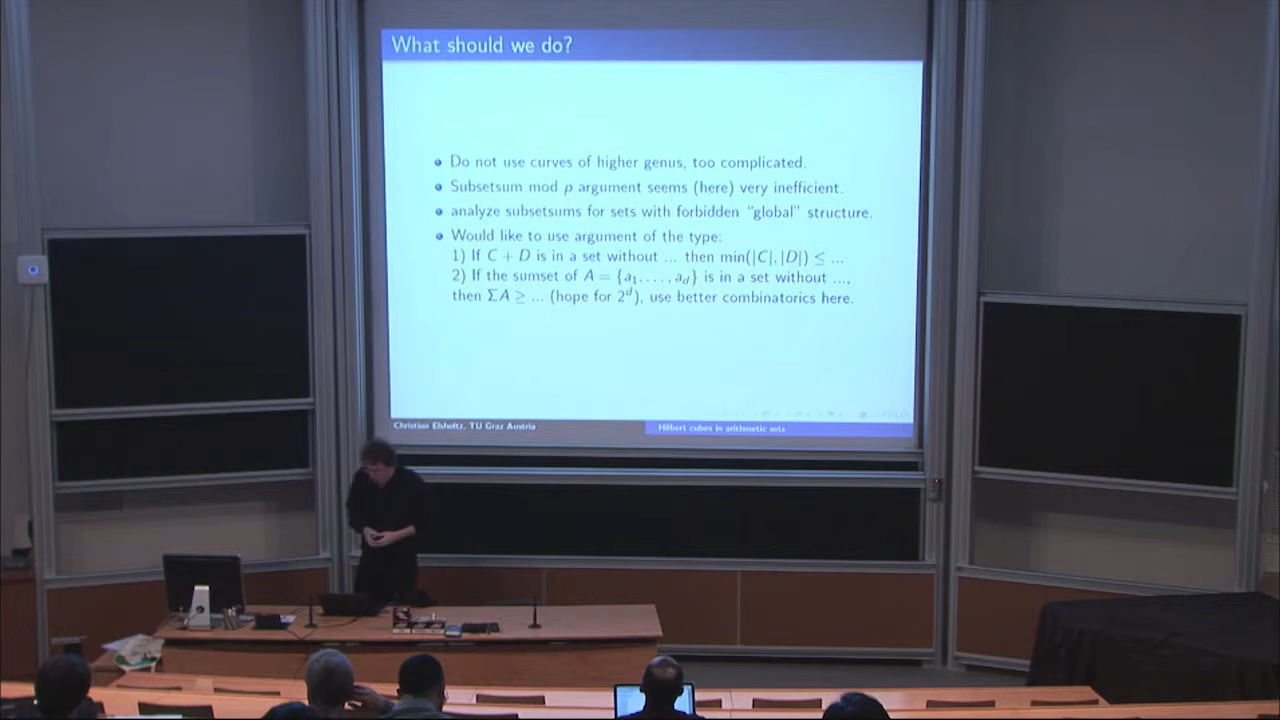 What should we do?
Do not use curves of higher genus, too complicated.
Subsetsum mod p argument seems (here) very inefficient.
analyze subsetsums for sets with forbidden “global” structure.
Would like to use argument of the type:
1) If C + D is in a set without ... then min(|C|, |D|) ≤ ...
2) If the sumset of A = {a₁, . . . , a_d} is in a set without ...,
then ΣA ≥ ... (hope for 2^d), use better combinatorics here.
Christian Elsholtz, TU Graz Austria
Hilbert cubes in arithmetic sets